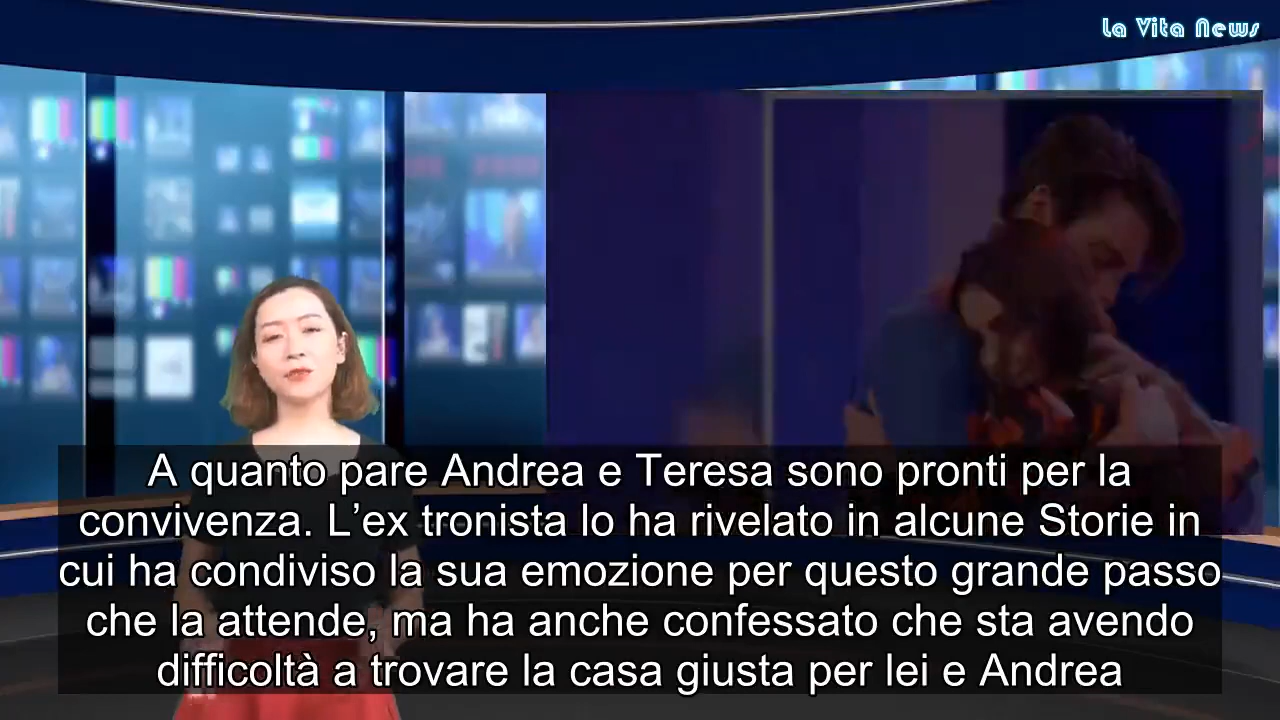 La Vita News
A quanto pare Andrea e Teresa sono pronti per la
convivenza. L’ex tronista lo ha rivelato in alcune Storie in
cui ha condiviso la sua emozione per questo grande passo
che la attende, ma ha anche confessato che sta avendo
difficoltà a trovare la casa giusta per lei e Andrea